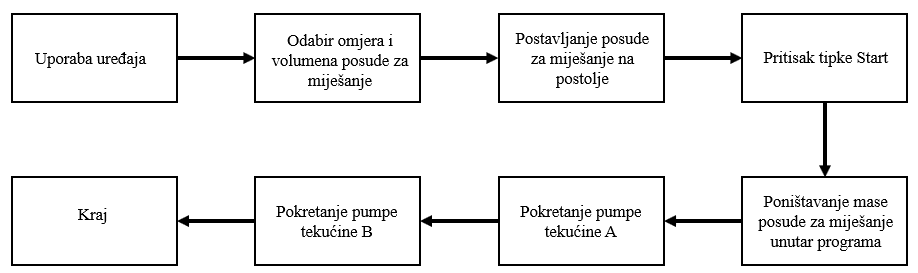 Uporaba uređaja
Odabir omjera i
volumena posude za
miješanje
Postavljanje posude
za miješanje na
postolje
Pritisak tipke Start
Poništavanje mase
posude za miješanje
unutar programa
Pokretanje pumpe
tekućine A
Pokretanje pumpe
tekućine B
Kraj